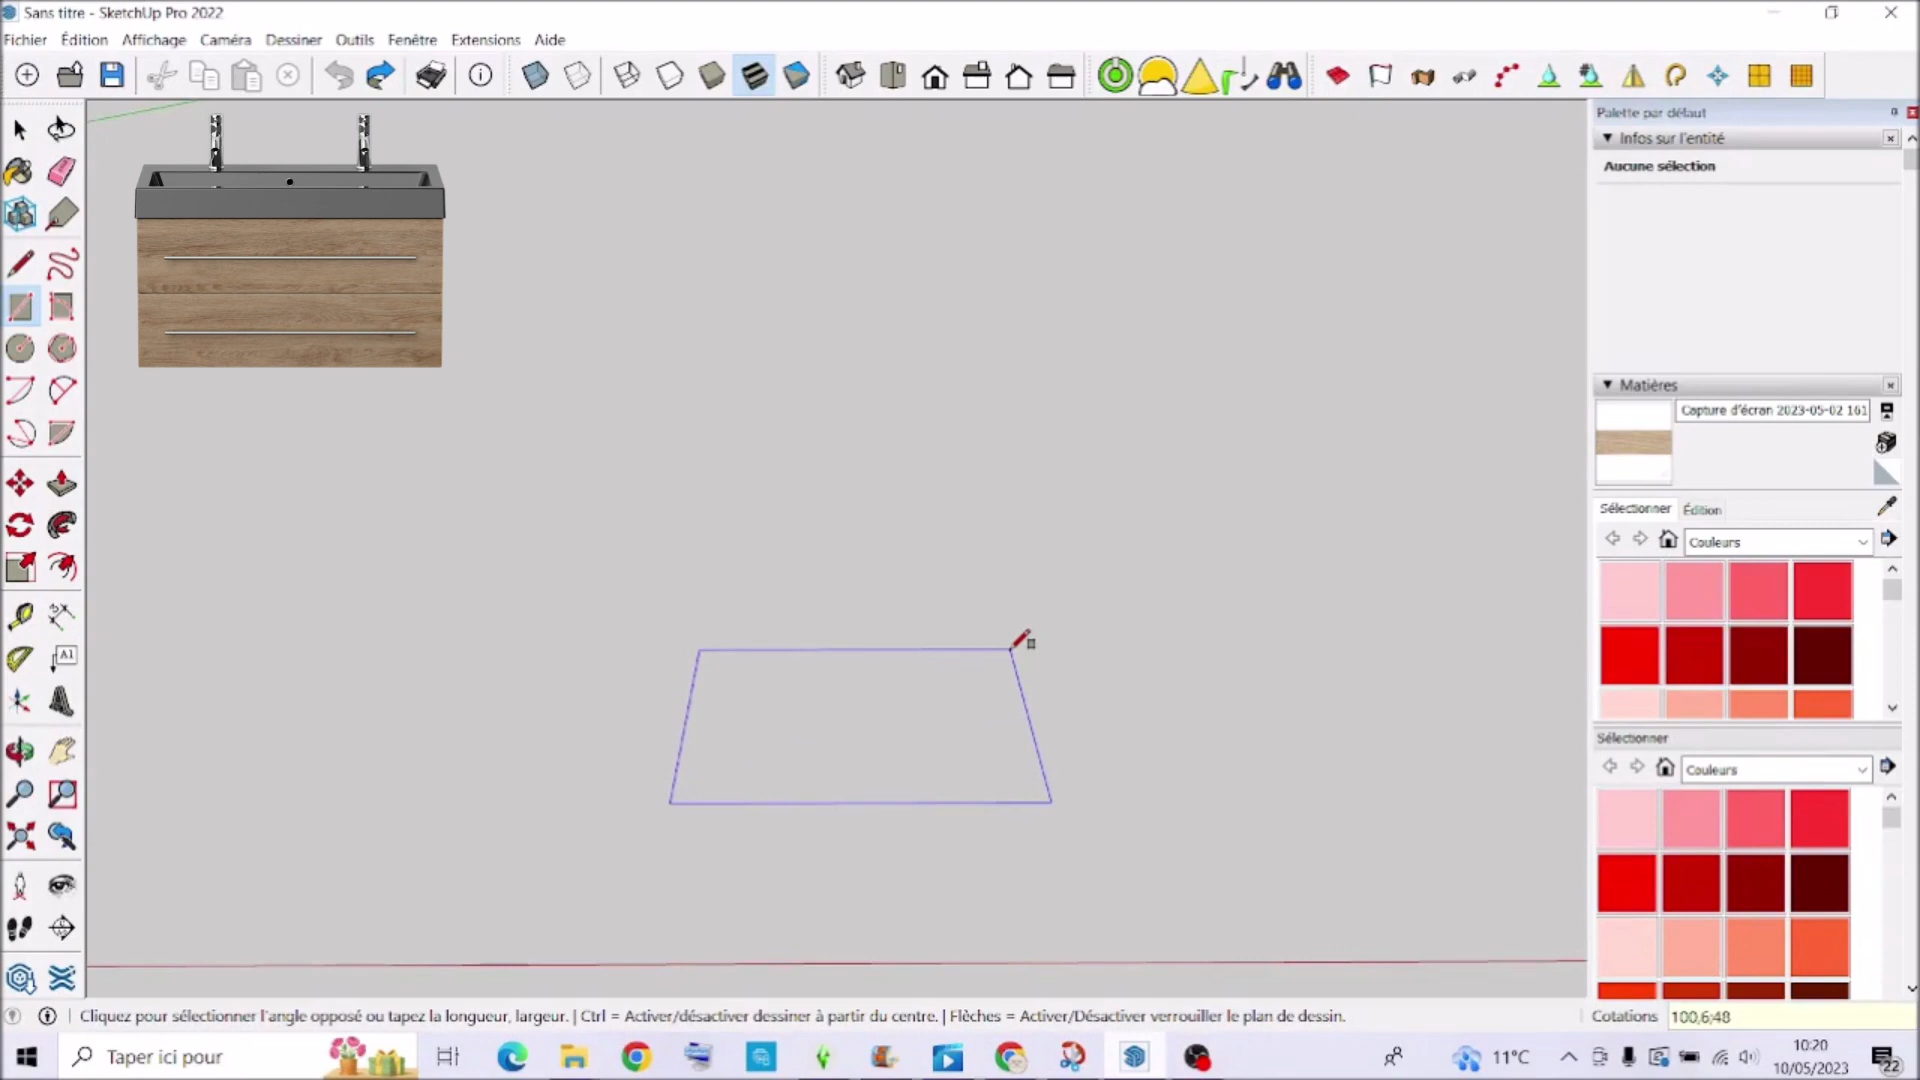 Sans titre - SketchUp Pro 2022
Fichier Édition Affichage Caméra Dessiner Outils Fenêtre Extensions Aide
Palette par défaut
Infos sur l'entité
Aucune sélection
Matières
Capture d'écran 2023-05-02 161
Sélectionner Édition
Couleurs
A1
Sélectionner
Couleurs
Cliquez pour sélectionner l'angle opposé ou tapez la longueur, largeur. | Ctrl = Activer/désactiver dessiner à partir du centre. | Flèches = Activer/Désactiver verrouiller le plan de dessin.
Cotations 100,6;48
Taper ici pour
11°C
10:20
10/05/2023
22